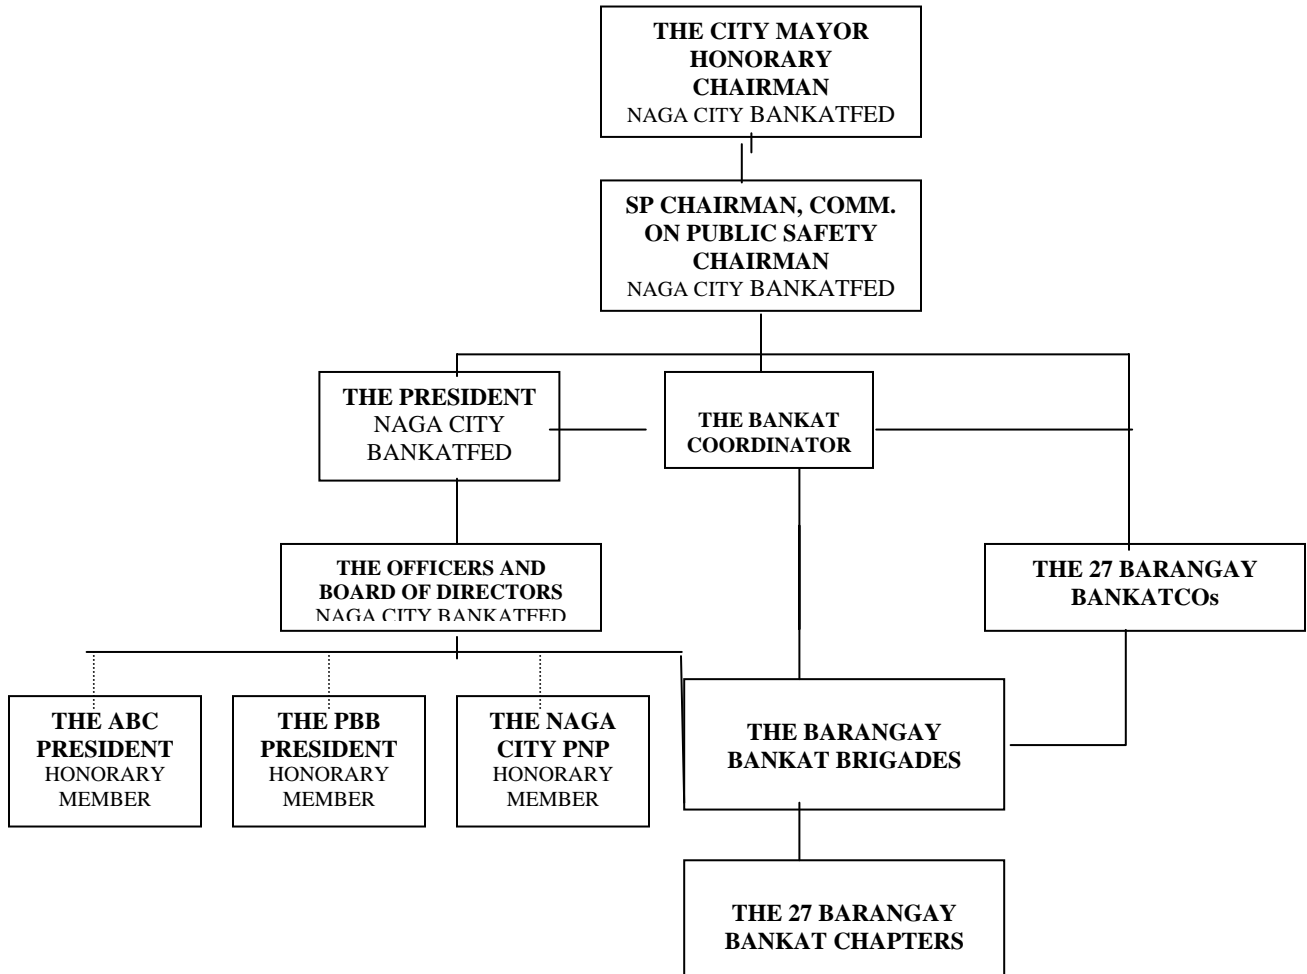 THE CITY MAYOR
HONORARY
CHAIRMAN
NAGA CITY BANKATFED
SP CHAIRMAN, COMM.
ON PUBLIC SAFETY
CHAIRMAN
NAGA CITY BANKATFED
THE PRESIDENT
NAGA CITY
BANKATFED
THE BANKAT
COORDINATOR
THE OFFICERS AND
BOARD OF DIRECTORS
NAGA CITY BANKATFED
THE 27 BARANGAY
BANKATCOs
THE ABC
PRESIDENT
HONORARY
MEMBER
THE PBB
PRESIDENT
HONORARY
MEMBER
THE NAGA
CITY PNP
HONORARY
MEMBER
THE BARANGAY
BANKAT BRIGADES
THE 27 BARANGAY
BANKAT CHAPTERS